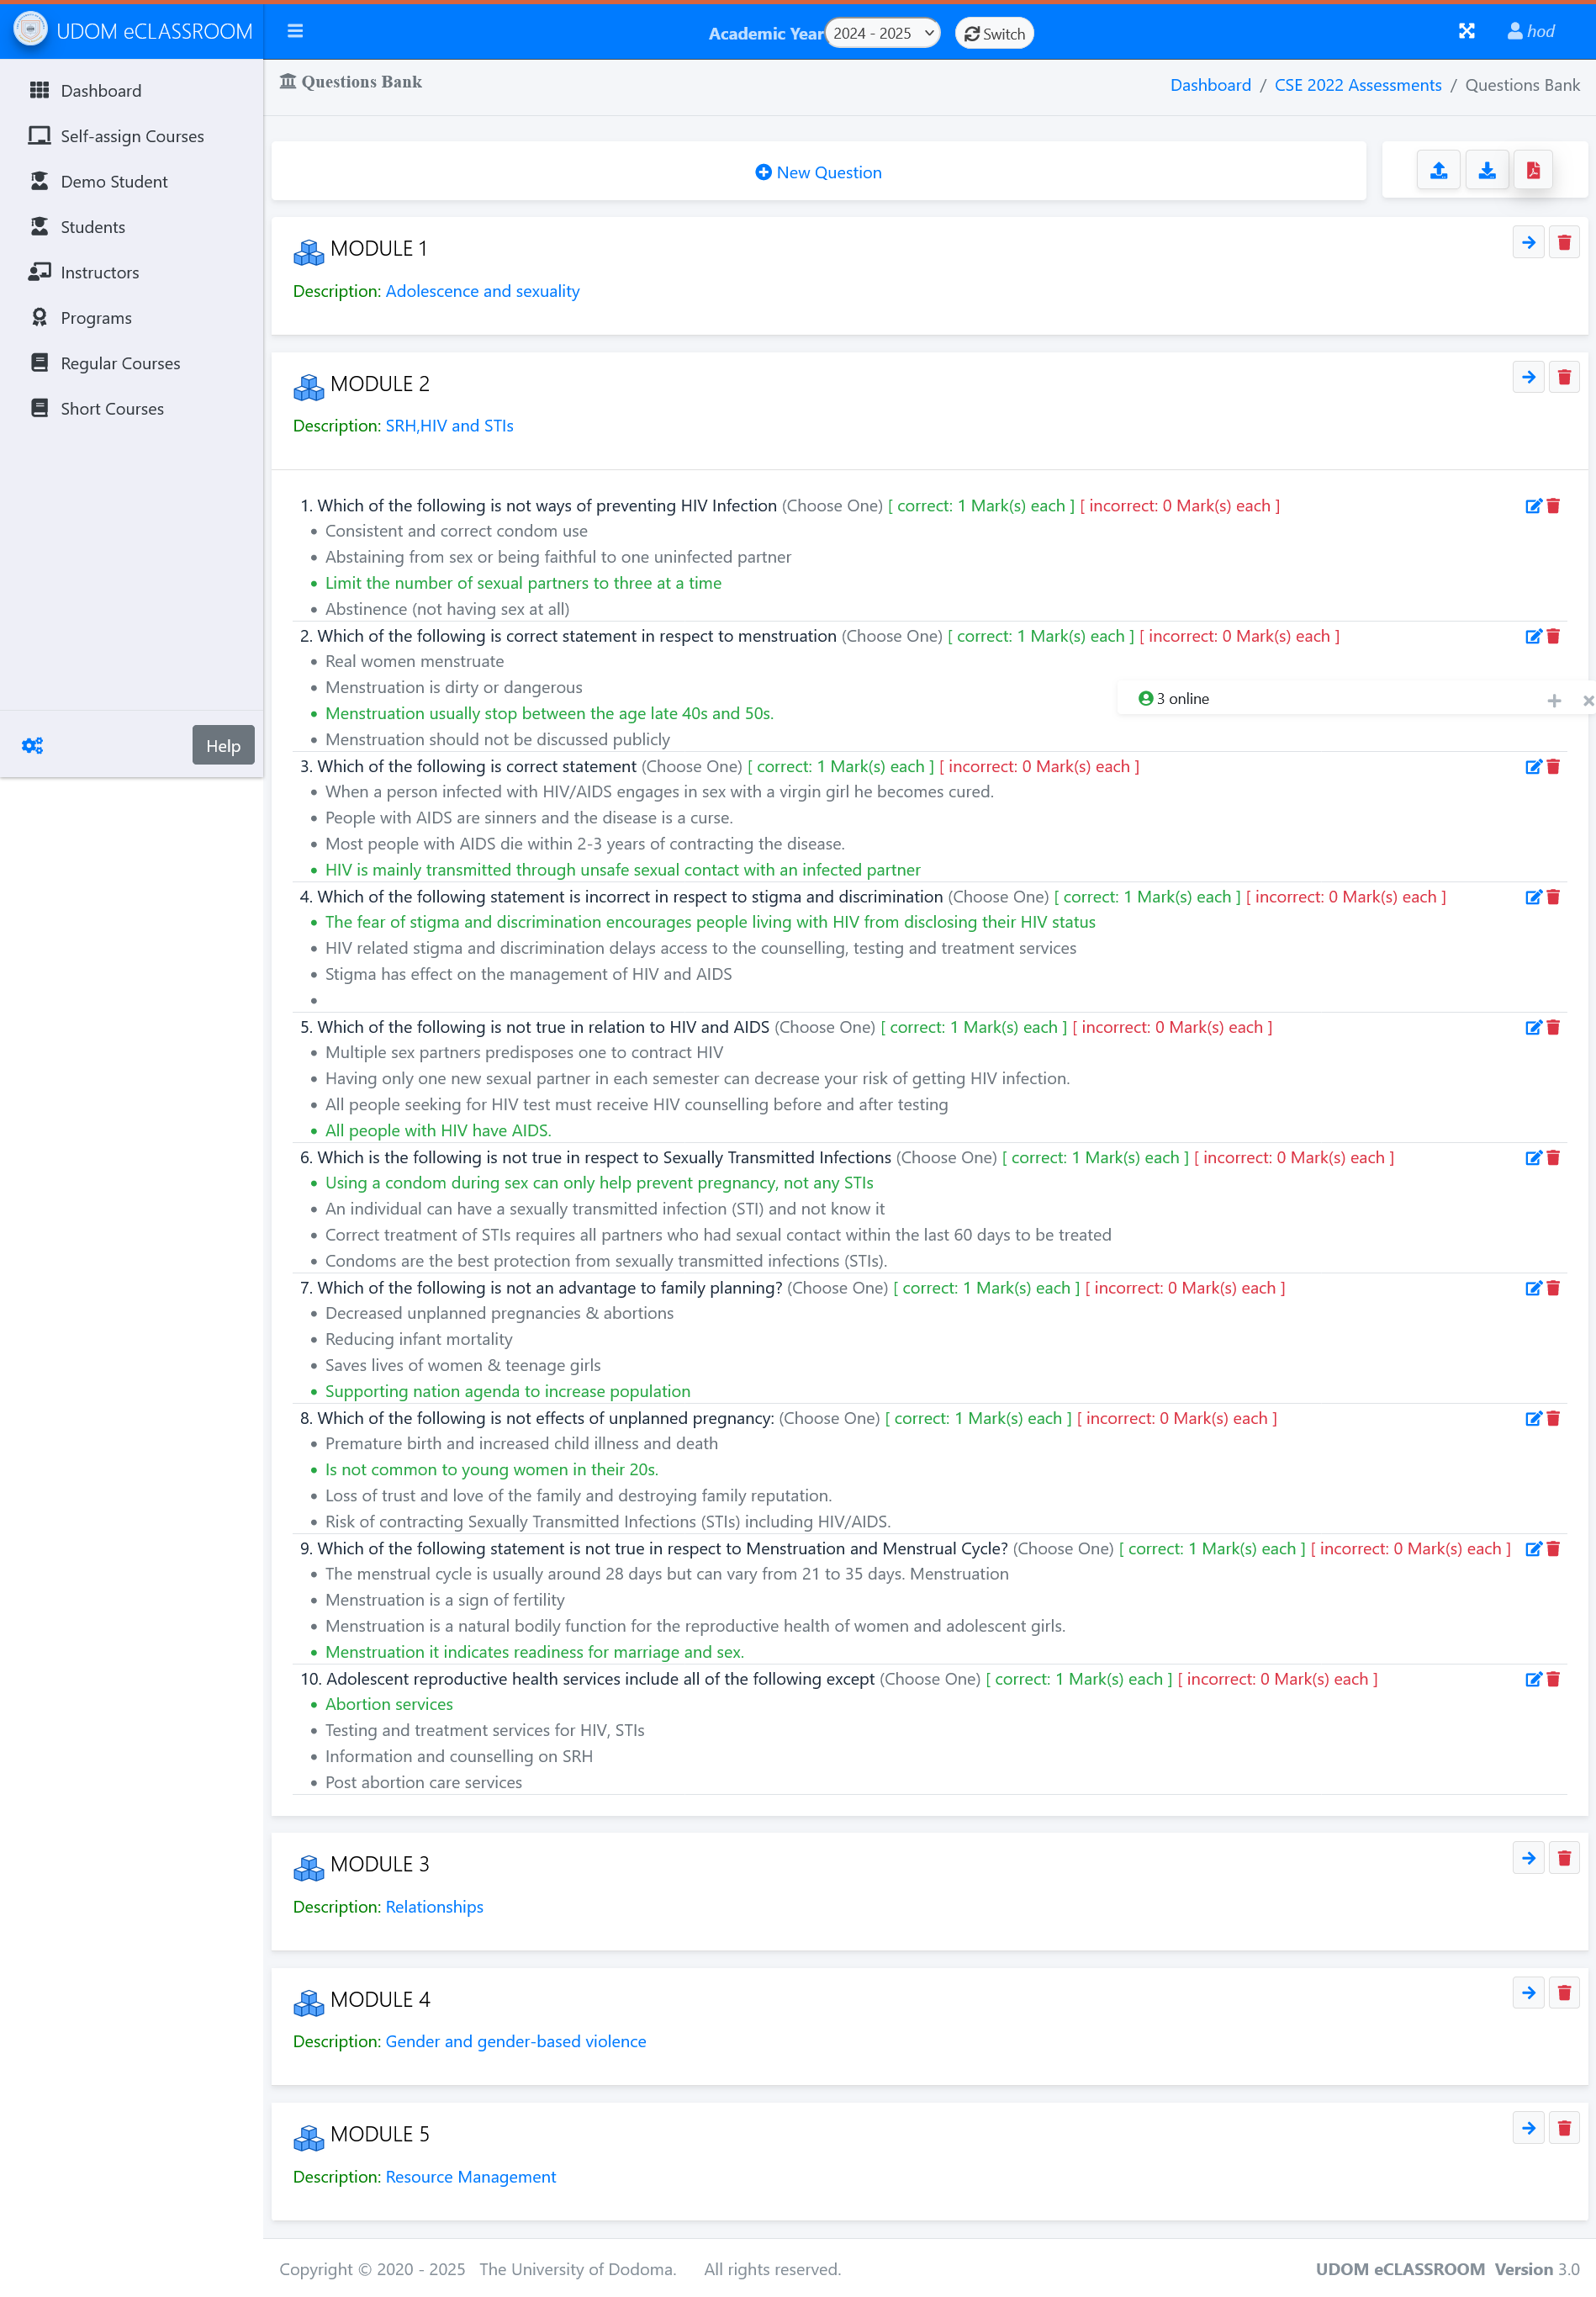 UDOM eCLASSROOM
Academic Year 2024 - 2025 Switch
hod
Dashboard
Self-assign Courses
Demo Student
Students
Instructors
Programs
Regular Courses
Short Courses
Help
Questions Bank
Dashboard / CSE 2022 Assessments / Questions Bank
New Question
MODULE 1
Description: Adolescence and sexuality
MODULE 2
Description: SRH,HIV and STIs
1. Which of the following is not ways of preventing HIV Infection (Choose One) [ correct: 1 Mark(s) each ] [ incorrect: 0 Mark(s) each ]
• Consistent and correct condom use
• Abstaining from sex or being faithful to one uninfected partner
• Limit the number of sexual partners to three at a time
• Abstinence (not having sex at all)
2. Which of the following is correct statement in respect to menstruation (Choose One) [ correct: 1 Mark(s) each ] [ incorrect: 0 Mark(s) each ]
• Real women menstruate
• Menstruation is dirty or dangerous
3 online
• Menstruation usually stop between the age late 40s and 50s.
• Menstruation should not be discussed publicly
3. Which of the following is correct statement (Choose One) [ correct: 1 Mark(s) each ] [ incorrect: 0 Mark(s) each ]
• When a person infected with HIV/AIDS engages in sex with a virgin girl he becomes cured.
• People with AIDS are sinners and the disease is a curse.
• Most people with AIDS die within 2-3 years of contracting the disease.
• HIV is mainly transmitted through unsafe sexual contact with an infected partner
4. Which of the following statement is incorrect in respect to stigma and discrimination (Choose One) [ correct: 1 Mark(s) each ] [ incorrect: 0 Mark(s) each ]
• The fear of stigma and discrimination encourages people living with HIV from disclosing their HIV status
• HIV related stigma and discrimination delays access to the counselling, testing and treatment services
• Stigma has effect on the management of HIV and AIDS
•
5. Which of the following is not true in relation to HIV and AIDS (Choose One) [ correct: 1 Mark(s) each ] [ incorrect: 0 Mark(s) each ]
• Multiple sex partners predisposes one to contract HIV
• Having only one new sexual partner in each semester can decrease your risk of getting HIV infection.
• All people seeking for HIV test must receive HIV counselling before and after testing
• All people with HIV have AIDS.
6. Which is the following is not true in respect to Sexually Transmitted Infections (Choose One) [ correct: 1 Mark(s) each ] [ incorrect: 0 Mark(s) each ]
• Using a condom during sex can only help prevent pregnancy, not any STIs
• An individual can have a sexually transmitted infection (STI) and not know it
• Correct treatment of STIs requires all partners who had sexual contact within the last 60 days to be treated
• Condoms are the best protection from sexually transmitted infections (STIs).
7. Which of the following is not an advantage to family planning? (Choose One) [ correct: 1 Mark(s) each ] [ incorrect: 0 Mark(s) each ]
• Decreased unplanned pregnancies & abortions
• Reducing infant mortality
• Saves lives of women & teenage girls
• Supporting nation agenda to increase population
8. Which of the following is not effects of unplanned pregnancy: (Choose One) [ correct: 1 Mark(s) each ] [ incorrect: 0 Mark(s) each ]
• Premature birth and increased child illness and death
• Is not common to young women in their 20s.
• Loss of trust and love of the family and destroying family reputation.
• Risk of contracting Sexually Transmitted Infections (STIs) including HIV/AIDS.
9. Which of the following statement is not true in respect to Menstruation and Menstrual Cycle? (Choose One) [ correct: 1 Mark(s) each ] [ incorrect: 0 Mark(s) each ]
• The menstrual cycle is usually around 28 days but can vary from 21 to 35 days. Menstruation
• Menstruation is a sign of fertility
• Menstruation is a natural bodily function for the reproductive health of women and adolescent girls.
• Menstruation it indicates readiness for marriage and sex.
10. Adolescent reproductive health services include all of the following except (Choose One) [ correct: 1 Mark(s) each ] [ incorrect: 0 Mark(s) each ]
• Abortion services
• Testing and treatment services for HIV, STIs
• Information and counselling on SRH
• Post abortion care services
MODULE 3
Description: Relationships
MODULE 4
Description: Gender and gender-based violence
MODULE 5
Description: Resource Management
Copyright © 2020 - 2025 The University of Dodoma. All rights reserved.
UDOM eCLASSROOM Version 3.0